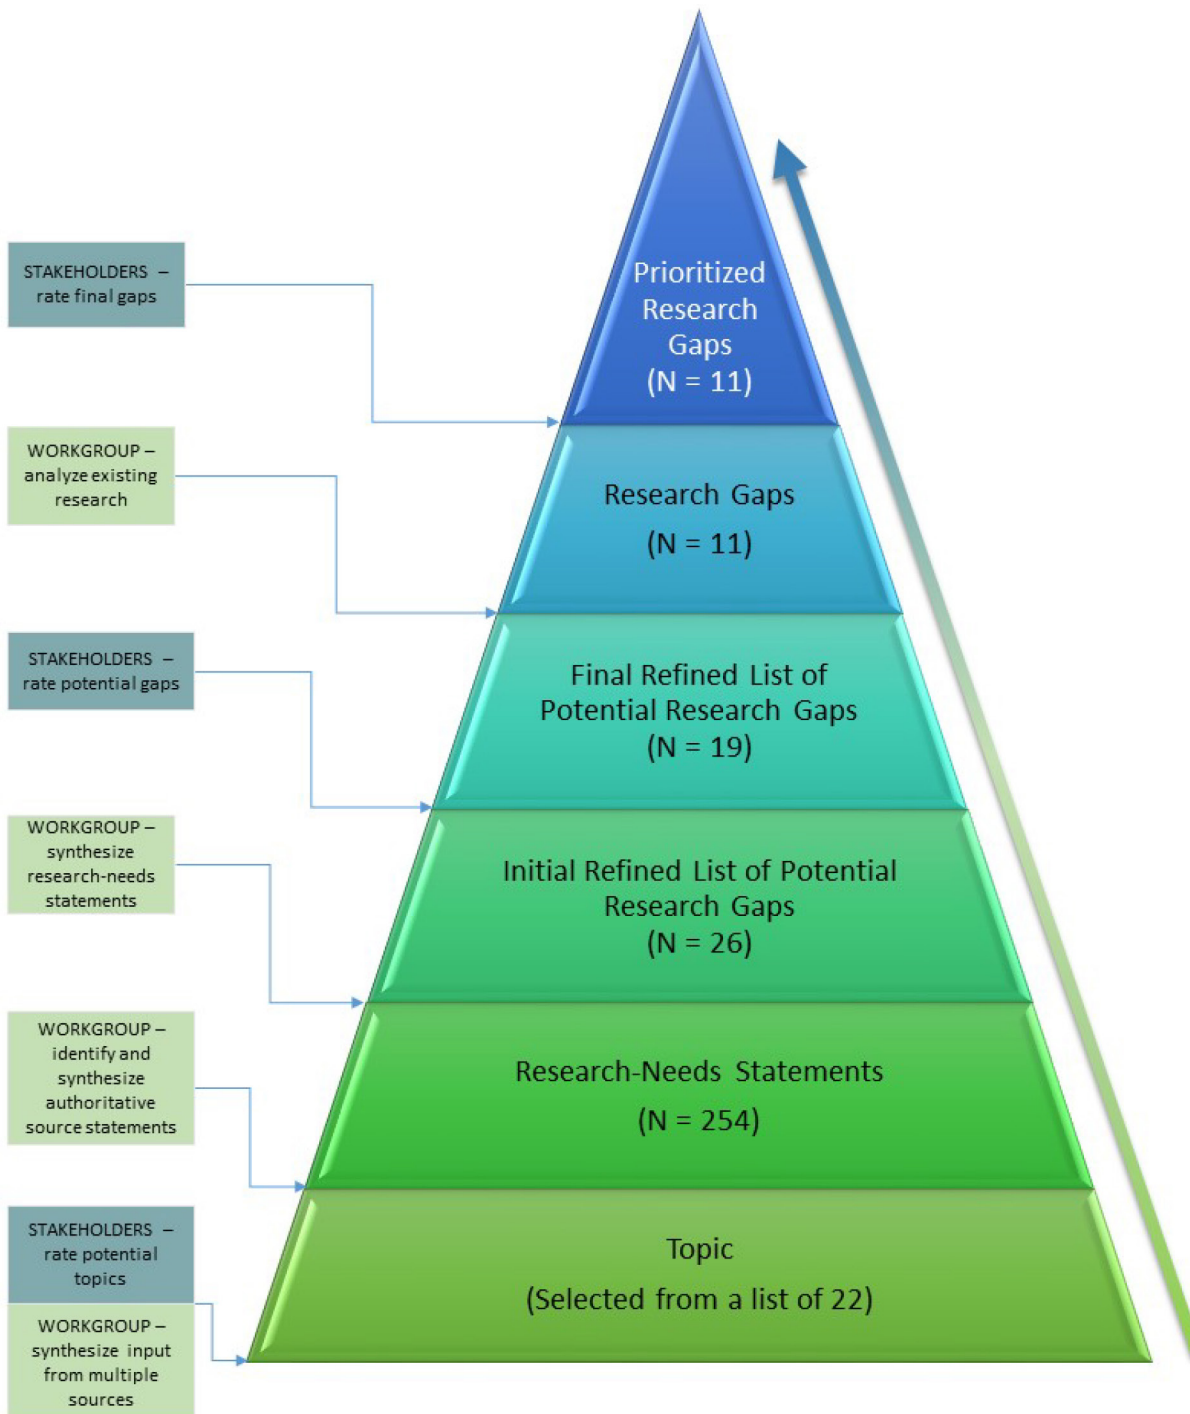 Prioritized
Research
Gaps
(N = 11)
STAKEHOLDERS –
rate final gaps
Research Gaps
(N = 11)
WORKGROUP –
analyze existing
research
Final Refined List of
Potential Research Gaps
(N = 19)
STAKEHOLDERS –
rate potential gaps
Initial Refined List of Potential
Research Gaps
(N = 26)
WORKGROUP –
synthesize
research-needs
statements
Research-Needs Statements
(N = 254)
WORKGROUP –
identify and
synthesize
authoritative
source statements
Topic
(Selected from a list of 22)
STAKEHOLDERS –
rate potential
topics
WORKGROUP –
synthesize input
from multiple
sources